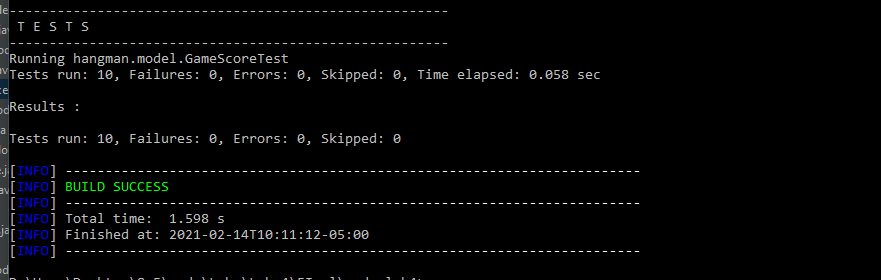 -------------------------------------------------------
 T E S T S
-------------------------------------------------------
Running hangman.model.GameScoreTest
Tests run: 10, Failures: 0, Errors: 0, Skipped: 0, Time elapsed: 0.058 sec
Results :
Tests run: 10, Failures: 0, Errors: 0, Skipped: 0
[INFO] ------------------------------------------------------------------------
[INFO] BUILD SUCCESS
[INFO] ------------------------------------------------------------------------
[INFO] Total time:  1.598 s
[INFO] Finished at: 2021-02-14T10:11:12-05:00
[INFO] ------------------------------------------------------------------------